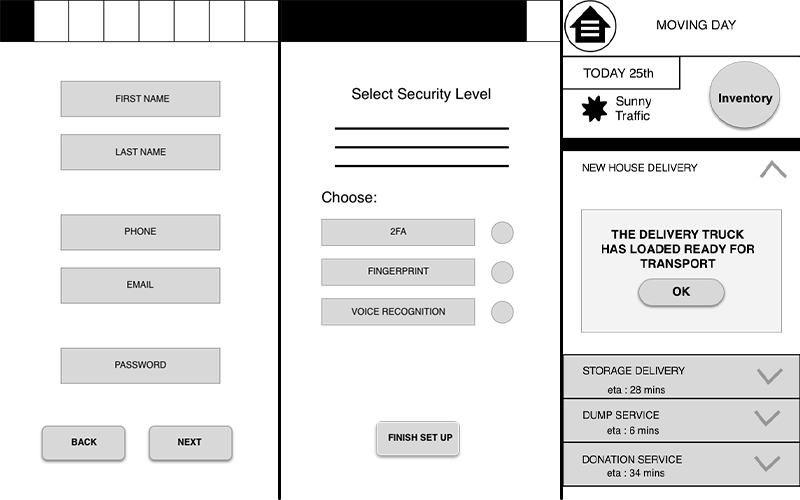 FIRST NAME
LAST NAME
PHONE
EMAIL
PASSWORD
BACK
NEXT
Select Security Level
Choose:
2FA
FINGERPRINT
VOICE RECOGNITION
FINISH SET UP
MOVING DAY
TODAY 25th
Sunny
Traffic
Inventory
NEW HOUSE DELIVERY
THE DELIVERY TRUCK
HAS LOADED READY FOR
TRANSPORT
OK
STORAGE DELIVERY
eta : 28 mins
DUMP SERVICE
eta : 6 mins
DONATION SERVICE
eta : 34 mins